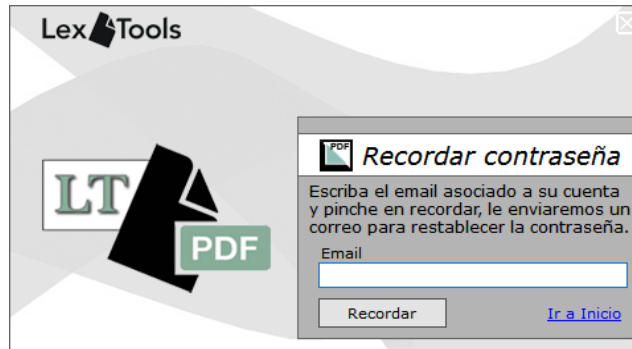 Lex Tools
LT
PDF
PDF
Recordar contraseña
Escriba el email asociado a su cuenta
y pinche en recordar, le enviaremos un
correo para restablecer la contraseña.
Email
Recordar
Ir a Inicio